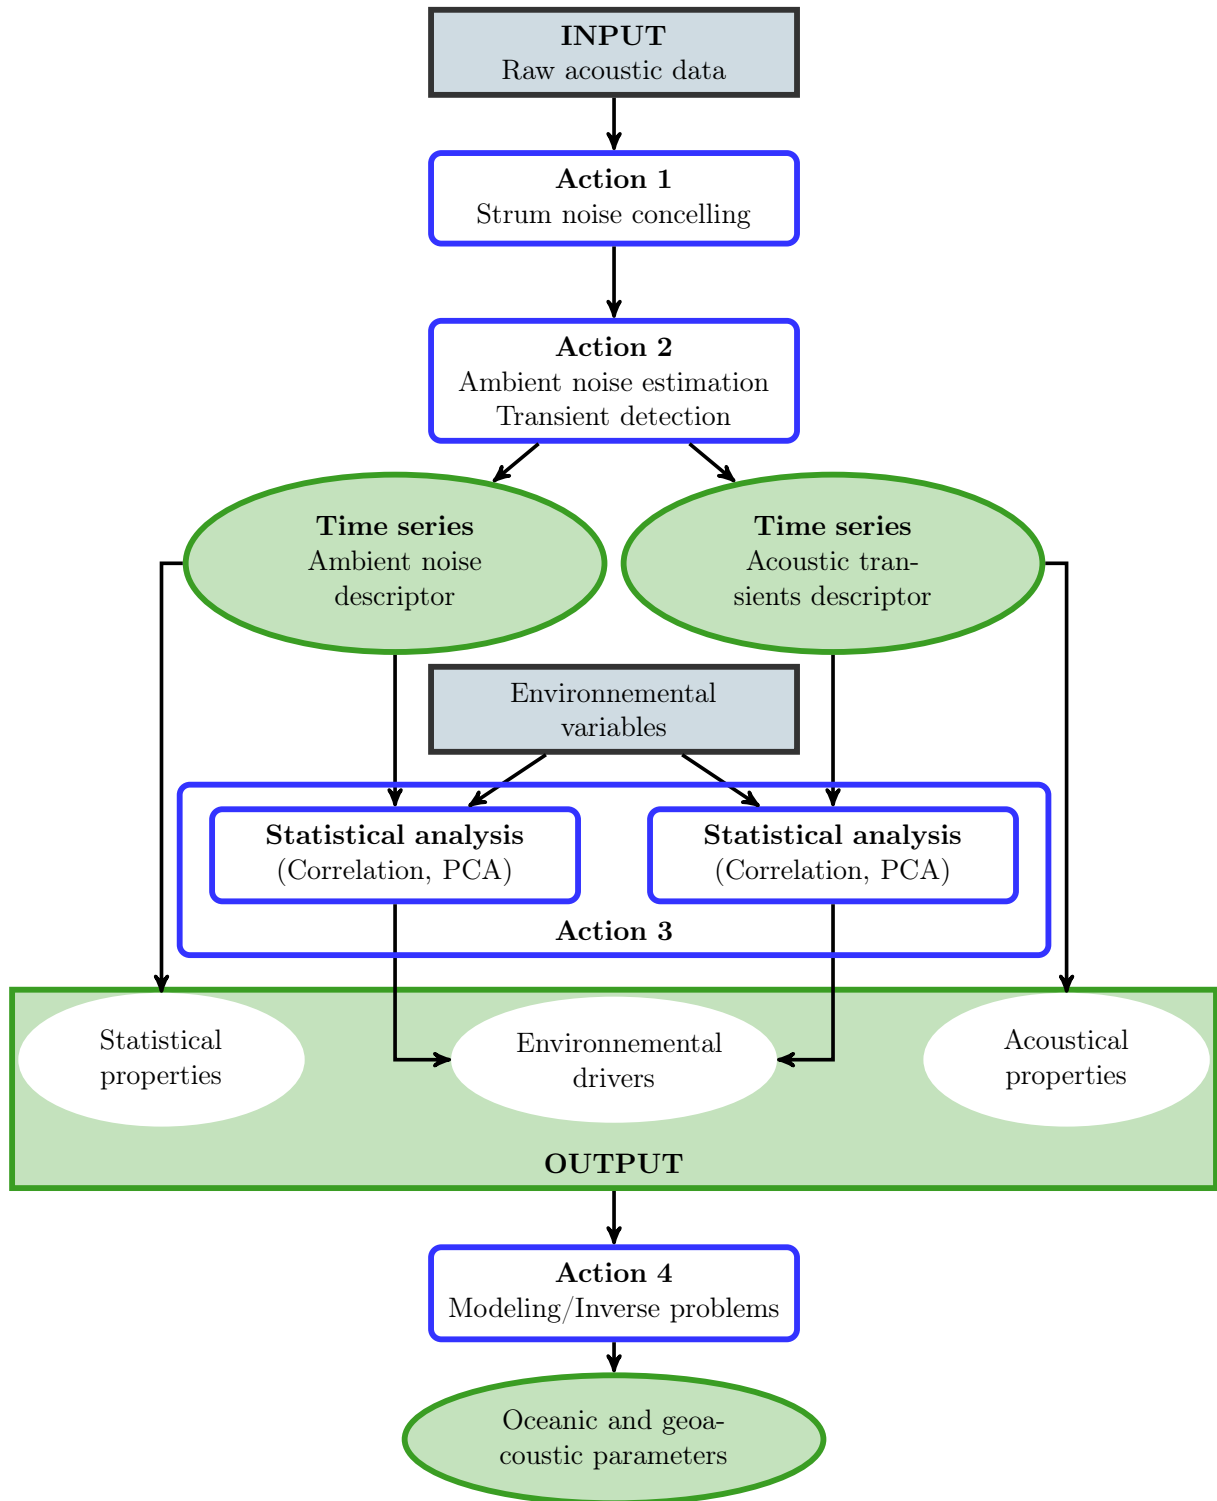 INPUT
Raw acoustic data
Action 1
Strum noise concelling
Action 2
Ambient noise estimation
Transient detection
Time series
Ambient noise
descriptor
Time series
Acoustic tran-
sients descriptor
Environnemental
variables
Statistical analysis
(Correlation, PCA)
Statistical analysis
(Correlation, PCA)
Action 3
Statistical
properties
Environnemental
drivers
Acoustical
properties
OUTPUT
Action 4
Modeling/Inverse problems
Oceanic and geoa-
coustic parameters